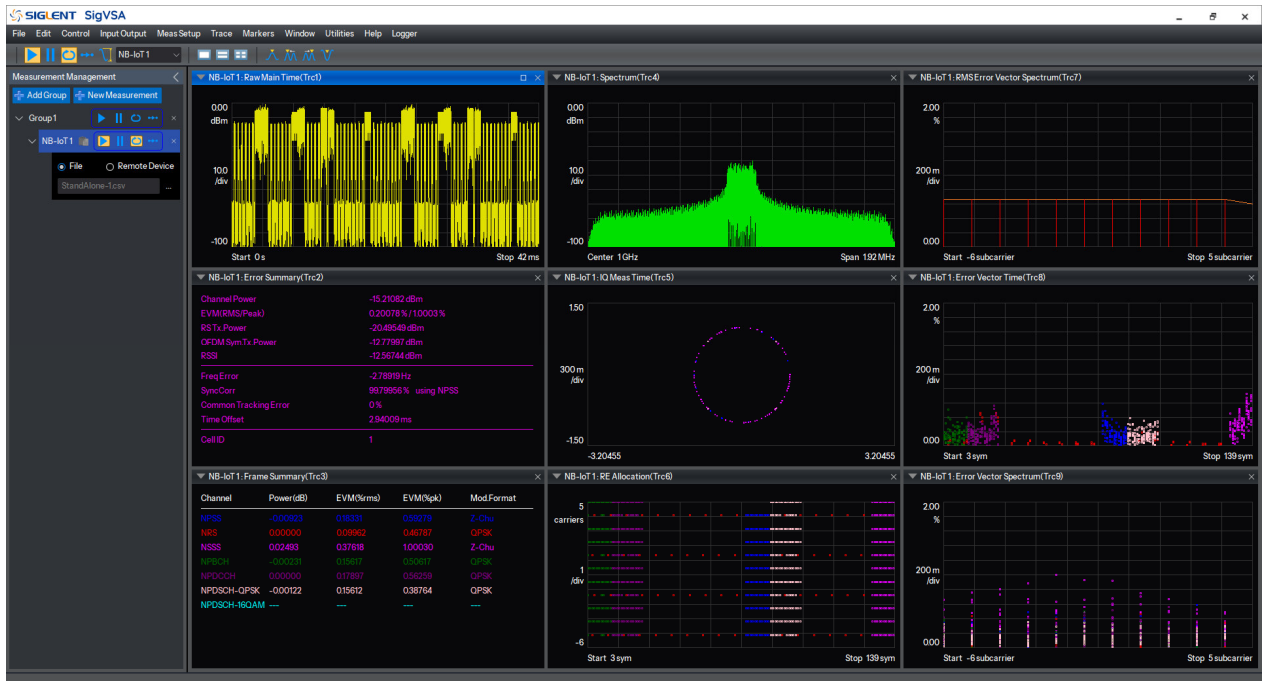 SIGLENT SigVSA
File Edit Control Input Output Meas Setup Trace Markers Window Utilities Help Logger
NB-IoT 1
Measurement Management
Add Group New Measurement
Group1
NB-IoT 1
File Remote Device
StandAlone-1.csv ...
NB-IoT 1: Raw Main Time(Trc1)
0.00
dBm
10.0
/div
-100
Start 0 s Stop 42 ms
NB-IoT 1: Spectrum(Trc4)
0.00
dBm
10.0
/div
-100
Center 1 GHz Span 1.92 MHz
NB-IoT 1: RMS Error Vector Spectrum(Trc7)
2.00
%
200 m
/div
0.00
Start -6 subcarrier Stop 5 subcarrier
NB-IoT 1: Error Summary(Trc2)
Channel Power -15.21082 dBm
EVM(RMS/Peak) 0.20078 % / 1.0003 %
RS Tx. Power -20.49549 dBm
OFDM Sym.Tx. Power -12.77997 dBm
RSSI -12.56744 dBm
Freq Error -2.78919 Hz
Sync Corr 99.79956 % using NPSS
Common Tracking Error 0 %
Time Offset 2.94009 ms
Cell ID 1
NB-IoT 1: IQ Meas Time(Trc5)
1.50
300 m
/div
-1.50
-3.20455 3.20455
NB-IoT 1: Error Vector Time(Trc8)
2.00
%
200 m
/div
0.00
Start 3 sym Stop 139 sym
NB-IoT 1: Frame Summary(Trc3)
Channel Power(dB) EVM(%rms) EVM(%pk) Mod.Format
NPSS Z-Chu
NRS 0.00000 0.09962 0.46787 QPSK
NSSS 0.02493 0.37618 1.00030 Z-Chu
NPBCH -0.00231 0.15617 0.50617 QPSK
NPDCCH 0.00000 0.17897 0.56259 QPSK
NPDSCH-QPSK -0.00122 0.15612 0.38764 QPSK
NPDSCH-16QAM ---- ---- ---- ----
NB-IoT 1: RE Allocation(Trc6)
5
carriers
1
/div
-6
Start 3 sym Stop 139 sym
NB-IoT 1: Error Vector Spectrum(Trc9)
2.00
%
200 m
/div
0.00
Start -6 subcarrier Stop 5 subcarrier